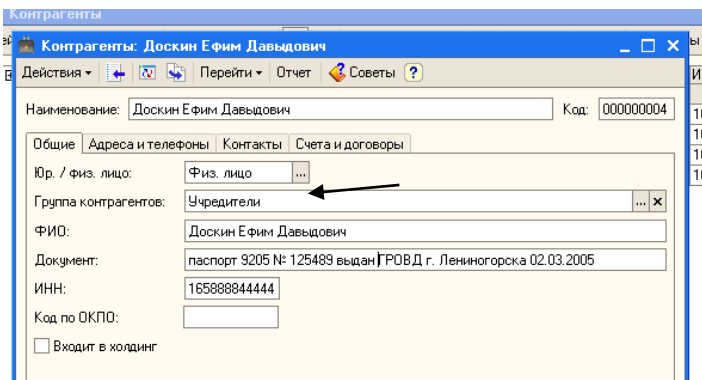 Контрагенты
Контрагенты: Доскин Ефим Давыдович
Действия Перейти Отчет Советы ?
Наименование: Доскин Ефим Давыдович Код: 000000004
Общие Адреса и телефоны Контакты Счета и договоры
Юр. / физ. лицо: Физ. лицо ...
Группа контрагентов: Учредители ... x
ФИО: Доскин Ефим Давыдович
Документ: паспорт 9205 № 125489 выдан ГРОВД г. Лениногорска 02.03.2005
ИНН: 165888844444
Код по ОКПО:
Входит в холдинг